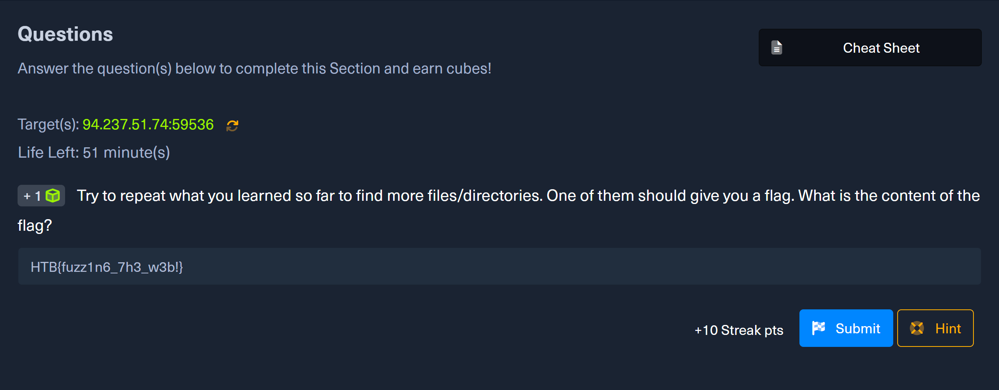 Questions
Cheat Sheet
Answer the question(s) below to complete this Section and earn cubes!
Target(s): 94.237.51.74:59536
Life Left: 51 minute(s)
+ 1 Try to repeat what you learned so far to find more files/directories. One of them should give you a flag. What is the content of the
flag?
HTB{fuzz1n6_7h3_w3b!}
+10 Streak pts Submit Hint